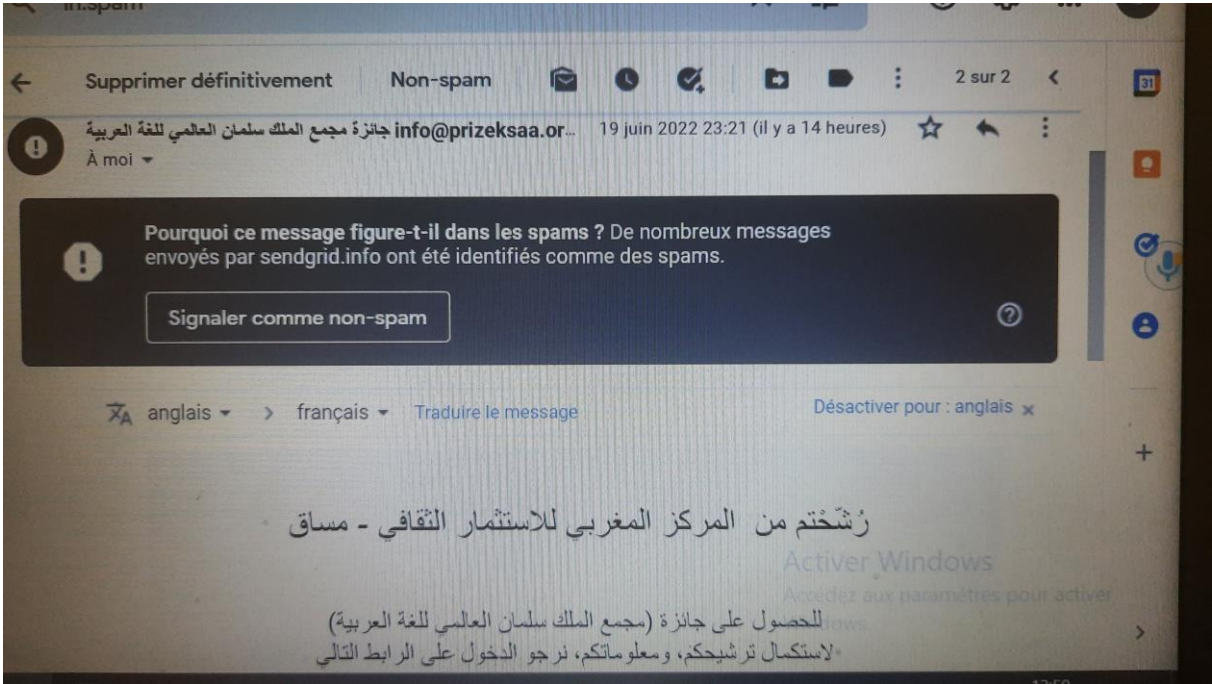 in:spam
Supprimer définitivement Non-spam 2 sur 2
جائزة مجمع الملك سلمان العالمي للغة العربية info@prizeksaa.or... 19 juin 2022 23:21 (il y a 14 heures)
À moi
31
Pourquoi ce message figure-t-il dans les spams ? De nombreux messages
envoyés par sendgrid.info ont été identifiés comme des spams.
Signaler comme non-spam
anglais > français Traduire le message Désactiver pour : anglais x
رُشّحْتم من المركز المغربي للاستثمار الثقافي - مساق
Activer Windows
Accédez aux paramètres pour activer
للحصول على جائزة (مجمع الملك سلمان العالمي للغة العربية)
لاستكمال ترشيحكم، ومعلوماتكم، نرجو الدخول على الرابط التالي